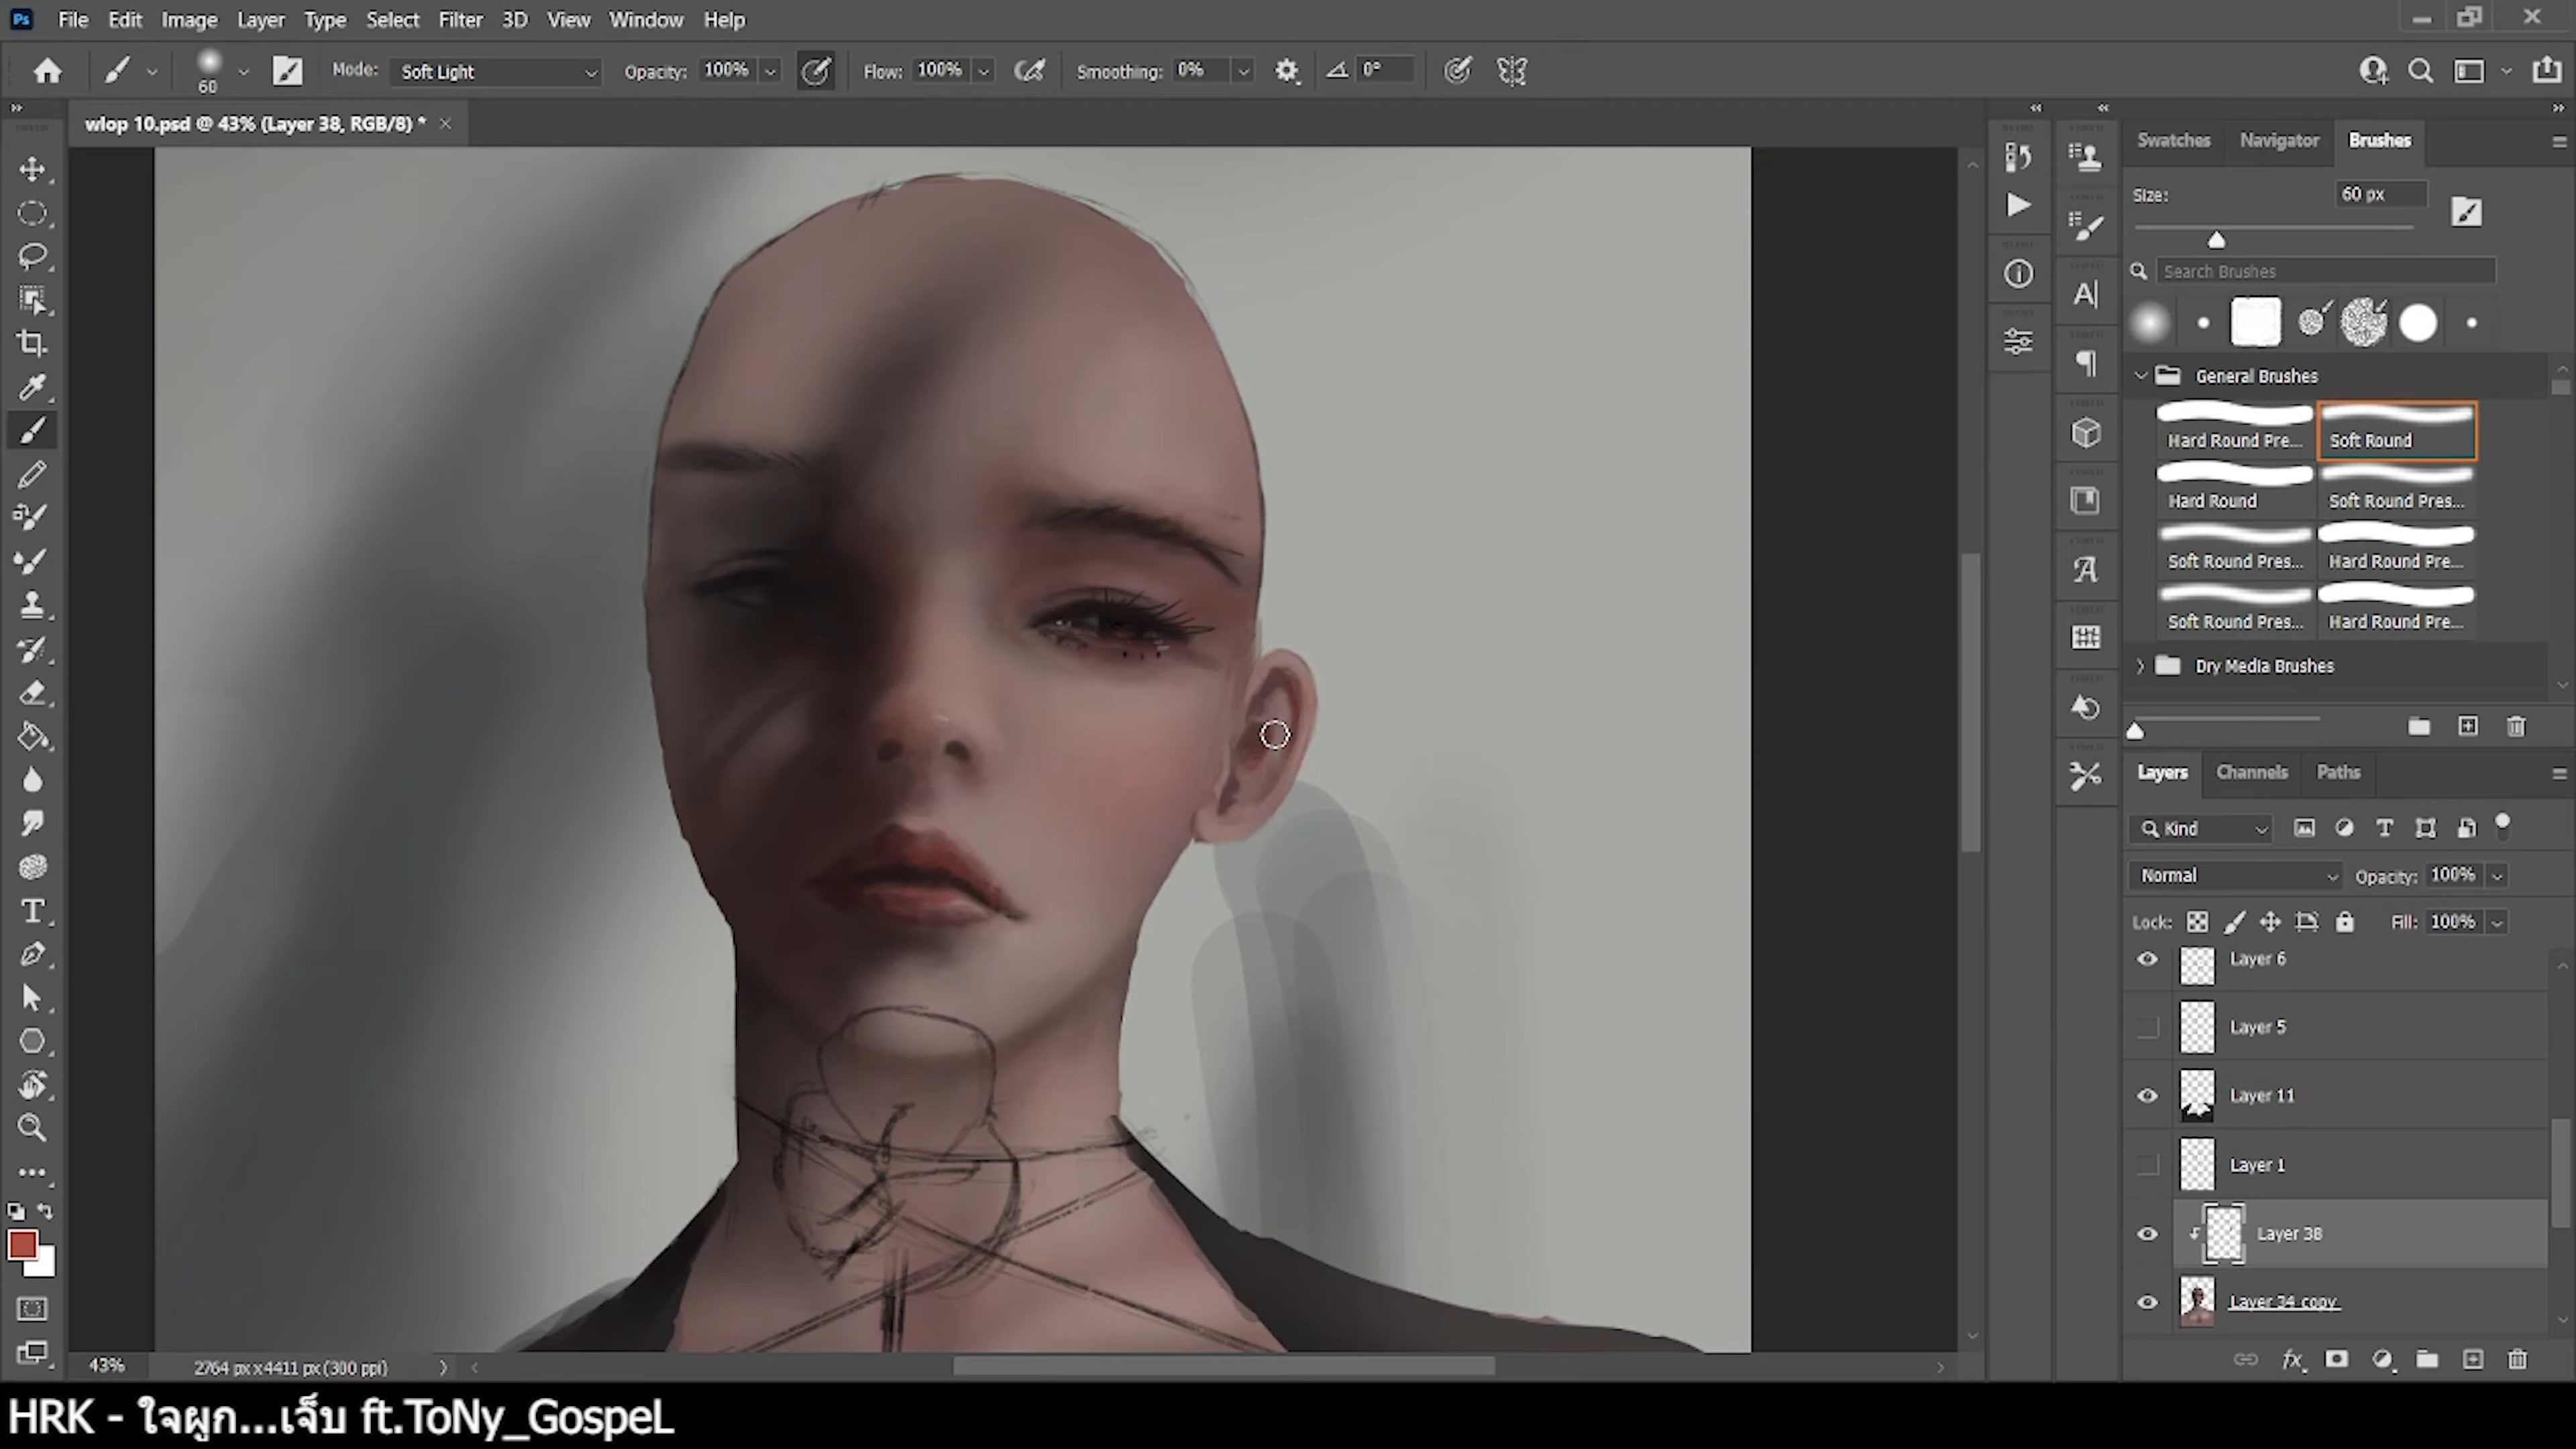 Ps File Edit Image Layer Type Select Filter 3D View Window Help
60 Mode: Soft Light Opacity: 100% Flow: 100% Smoothing: 0% 0°
wlop 10.psd @ 43% (Layer 38, RGB/8) *
Swatches Navigator Brushes
Size: 60 px
Search Brushes
General Brushes
Hard Round Pre... Soft Round
Hard Round Soft Round Pres...
Soft Round Pres... Hard Round Pre...
Soft Round Pres... Hard Round Pre...
Dry Media Brushes
Layers Channels Paths
Kind
Normal Opacity: 100%
Lock: Fill: 100%
Layer 6
Layer 5
Layer 11
Layer 1
Layer 38
Layer 34 copy
43% 2764 px x 4411 px (300 ppi)
HRK - ใจผูก...เจ็บ ft.ToNy_GospeL